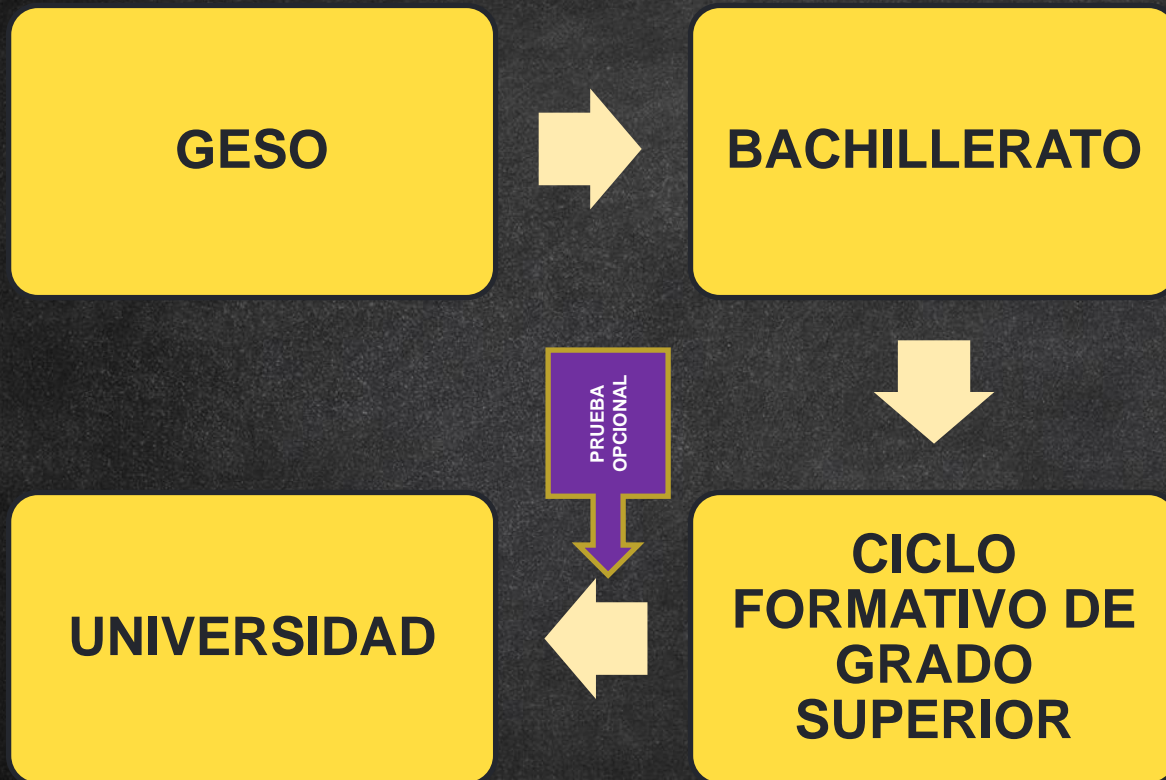 GESO
BACHILLERATO
PRUEBA
OPCIONAL
UNIVERSIDAD
CICLO
FORMATIVO DE
GRADO
SUPERIOR